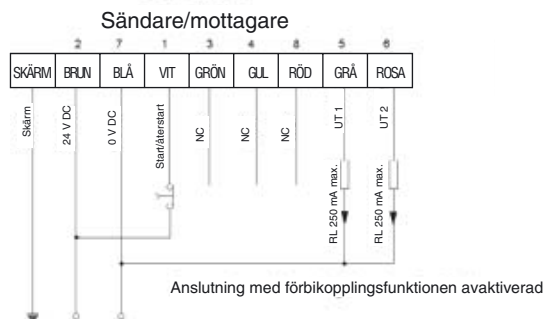 Sändare/mottagare
2 7 1 3 4 8 5 6
SKÄRM BRUN BLÅ VIT GRÖN GUL RÖD GRÅ ROSA
Skärm
24 V DC
0 V DC
Start/återstart
NC
NC
NC
UT 1
UT 2
RL 250 mA max.
RL 250 mA max.
Anslutning med förbikopplingsfunktionen avaktiverad